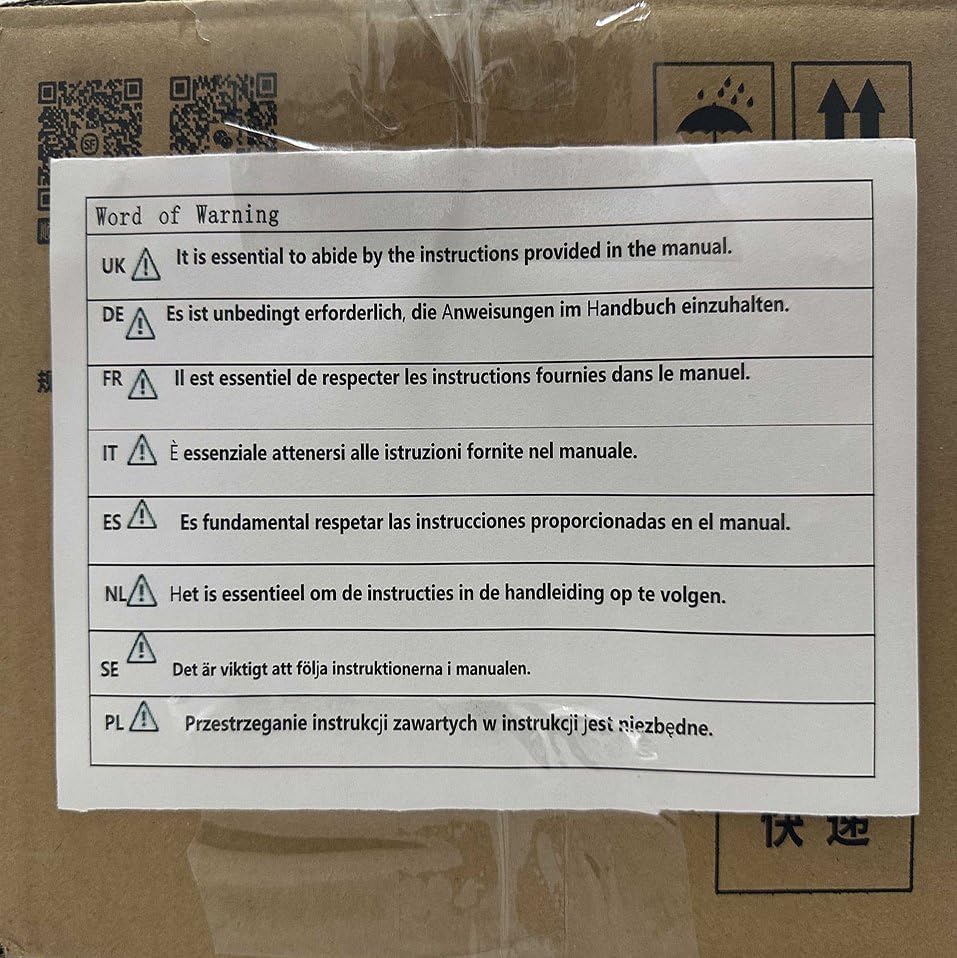 SF
Word of Warning
UK It is essential to abide by the instructions provided in the manual.
DE Es ist unbedingt erforderlich, die Anweisungen im Handbuch einzuhalten.
FR Il est essentiel de respecter les instructions fournies dans le manuel.
IT È essenziale attenersi alle istruzioni fornite nel manuale.
ES Es fundamental respetar las instrucciones proporcionadas en el manual.
NL Het is essentieel om de instructies in de handleiding op te volgen.
SE Det är viktigt att följa instruktionerna i manualen.
PL Przestrzeganie instrukcji zawartych w instrukcji jest niezbędne.
快递